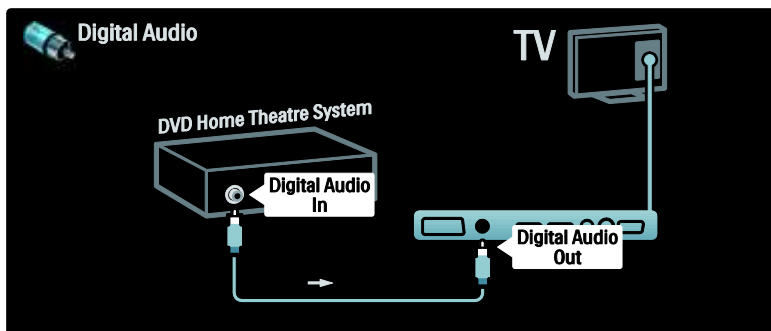 Digital Audio
TV
DVD Home Theatre System
Digital Audio
In
Digital Audio
Out